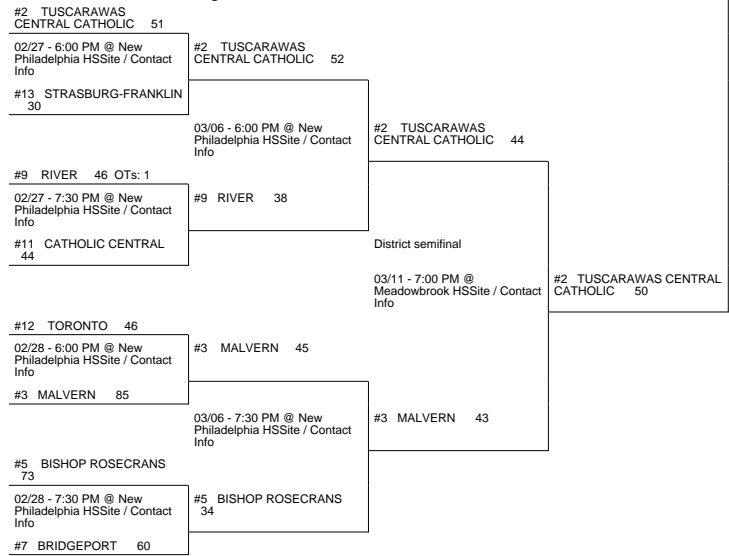 #2 TUSCARAWAS
CENTRAL CATHOLIC 51
02/27 - 6:00 PM @ New
Philadelphia HSSite / Contact
Info
#13 STRASBURG-FRANKLIN
30
#2 TUSCARAWAS
CENTRAL CATHOLIC 52
03/06 - 6:00 PM @ New
Philadelphia HSSite / Contact
Info
#9 RIVER 46 OTs: 1
02/27 - 7:30 PM @ New
Philadelphia HSSite / Contact
Info
#11 CATHOLIC CENTRAL
44
#9 RIVER 38
#2 TUSCARAWAS
CENTRAL CATHOLIC 44
District semifinal
03/11 - 7:00 PM @
Meadowbrook HSSite / Contact
Info
#2 TUSCARAWAS CENTRAL
CATHOLIC 50
#12 TORONTO 46
02/28 - 6:00 PM @ New
Philadelphia HSSite / Contact
Info
#3 MALVERN 85
#3 MALVERN 45
03/06 - 7:30 PM @ New
Philadelphia HSSite / Contact
Info
#3 MALVERN 43
#5 BISHOP ROSECRANS
73
02/28 - 7:30 PM @ New
Philadelphia HSSite / Contact
Info
#7 BRIDGEPORT 60
#5 BISHOP ROSECRANS
34